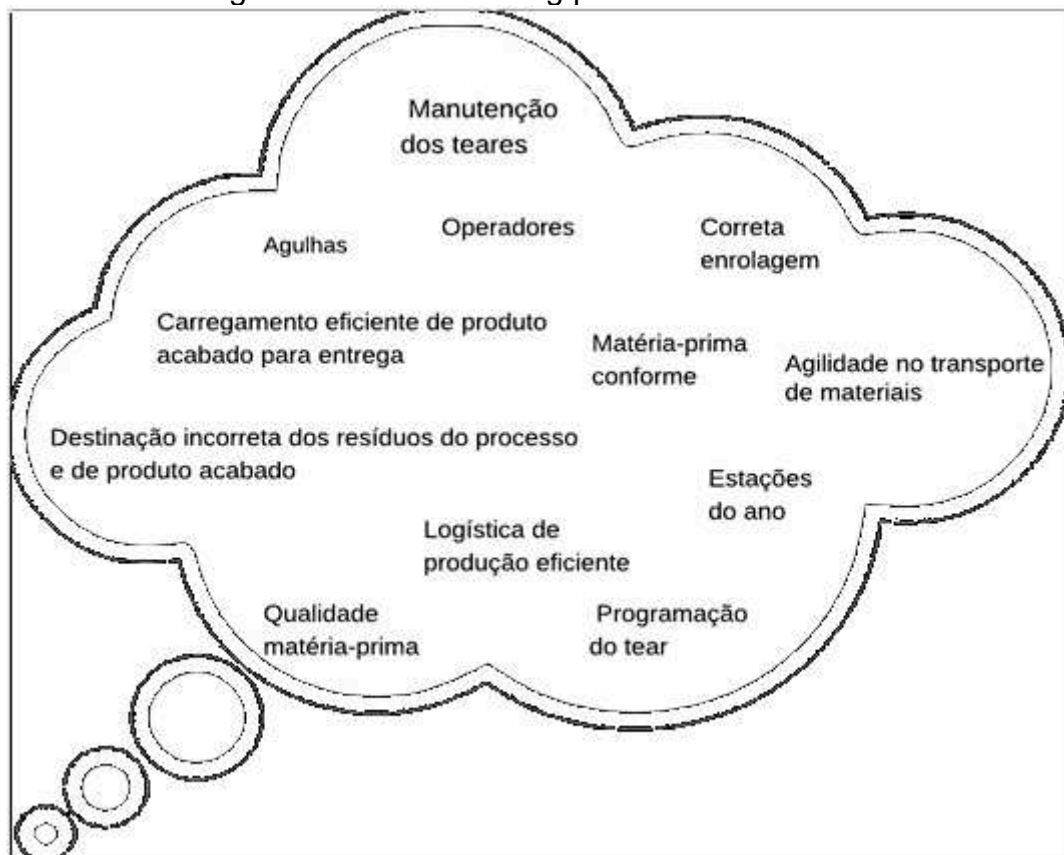 Manutenção
dos teares
Agulhas
Operadores
Correta
enrolagem
Carregamento eficiente de produto
acabado para entrega
Matéria-prima
conforme
Agilidade no transporte
de materiais
Destinação incorreta dos resíduos do processo
e de produto acabado
Estações
do ano
Logística de
produção eficiente
Qualidade
matéria-prima
Programação
do tear